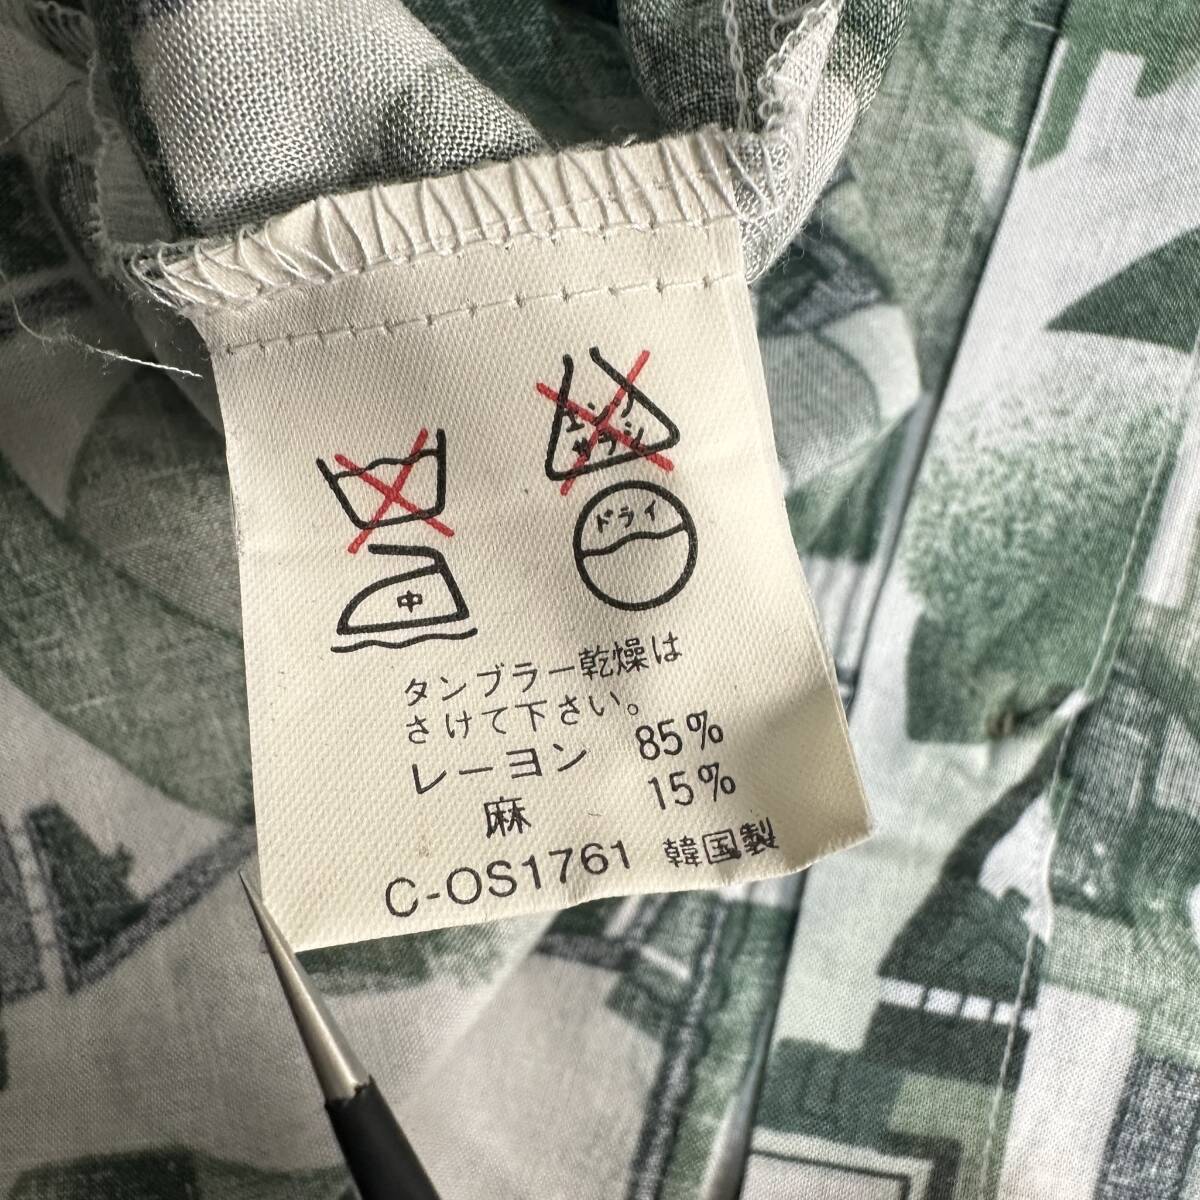 エンソ
サラシ
ドライ
中
タンブラー乾燥は
さけて下さい。
レーヨン 85%
麻 15%
C-OS1761 韓国製